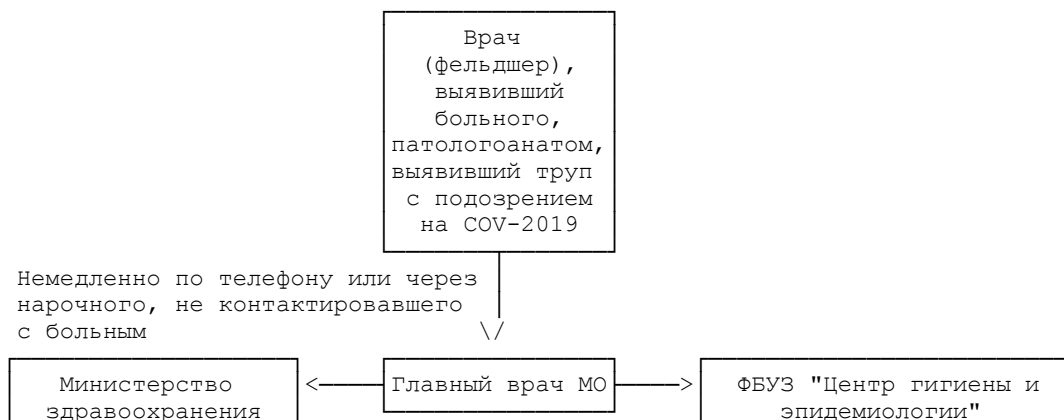 Врач
(фельдшер),
выявивший
больного,
патологоанатом,
выявивший труп
с подозрением
на COV-2019
Немедленно по телефону или через
нарочного, не контактировавшего
с больным
Министерство
здравоохранения
Главный врач МО
ФБУЗ "Центр гигиены и
эпидемиологии"